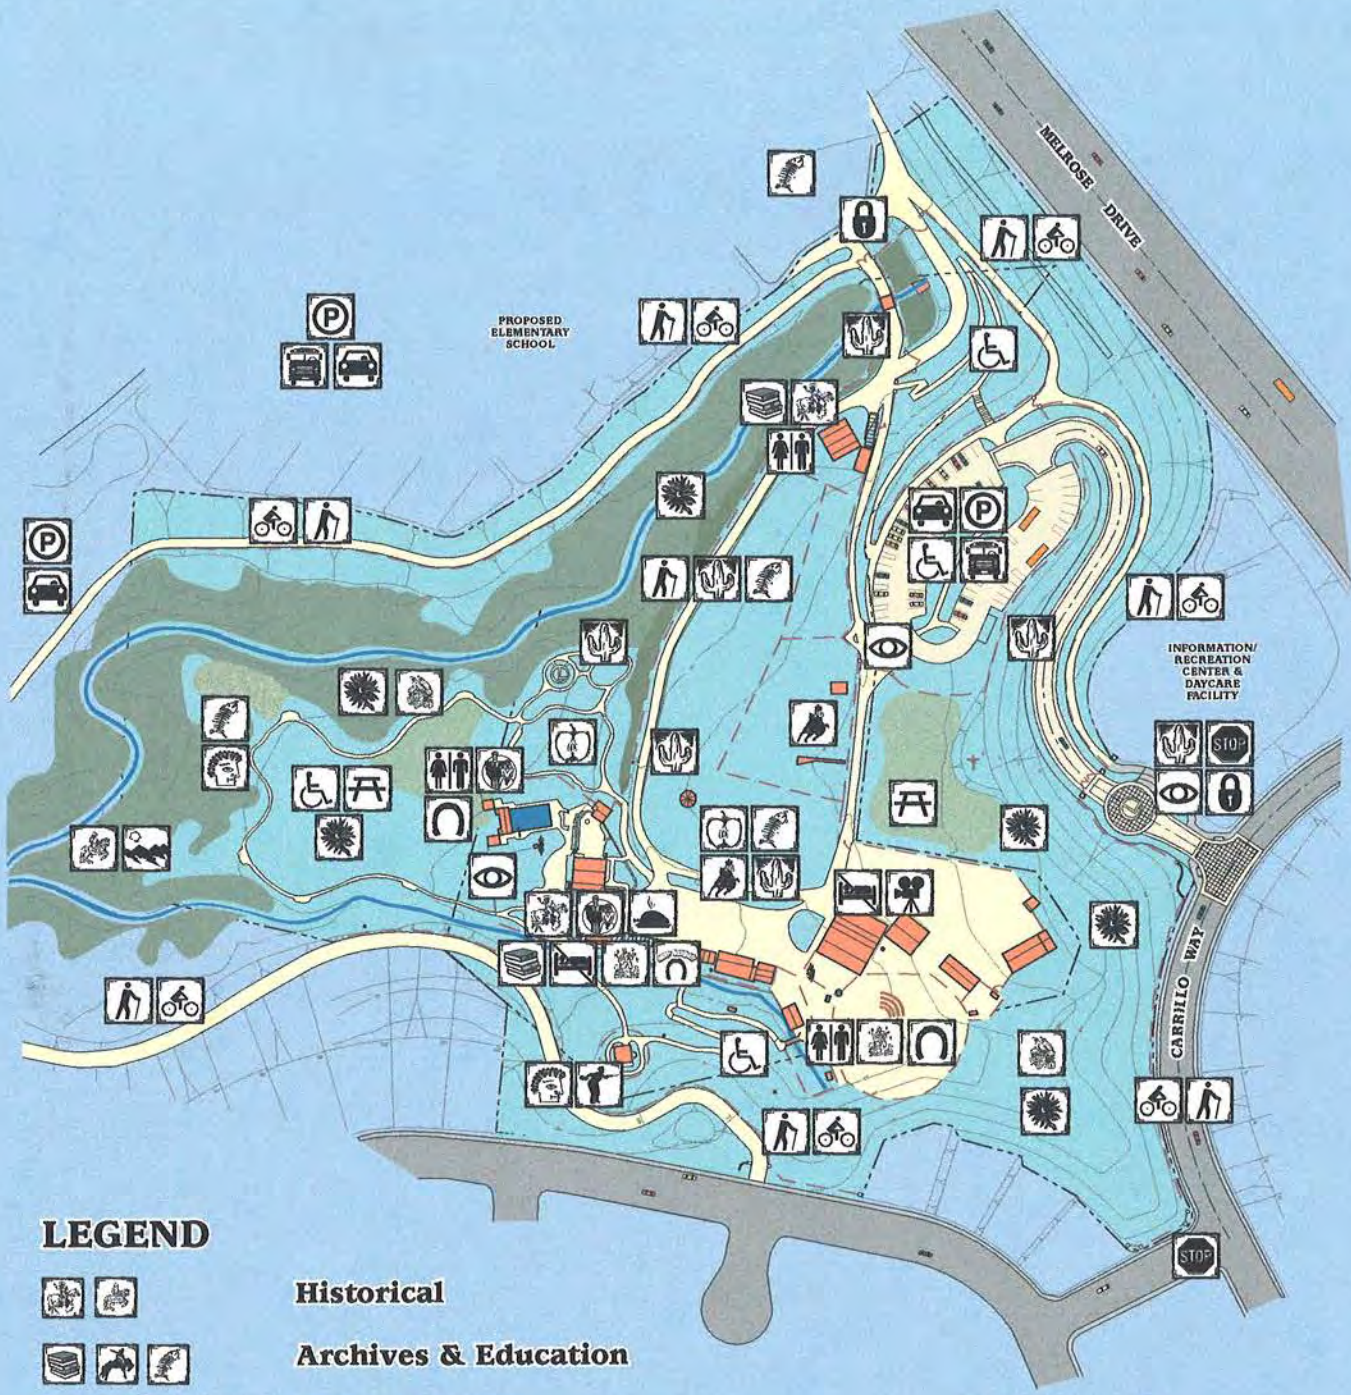 MELROSE DRIVE
PROPOSED
ELEMENTARY
SCHOOL
P
P
P
INFORMATION/
RECREATION
CENTER &
DAYCARE
FACILITY
STOP
CARRILLO WAY
STOP
LEGEND
Historical
Archives & Education